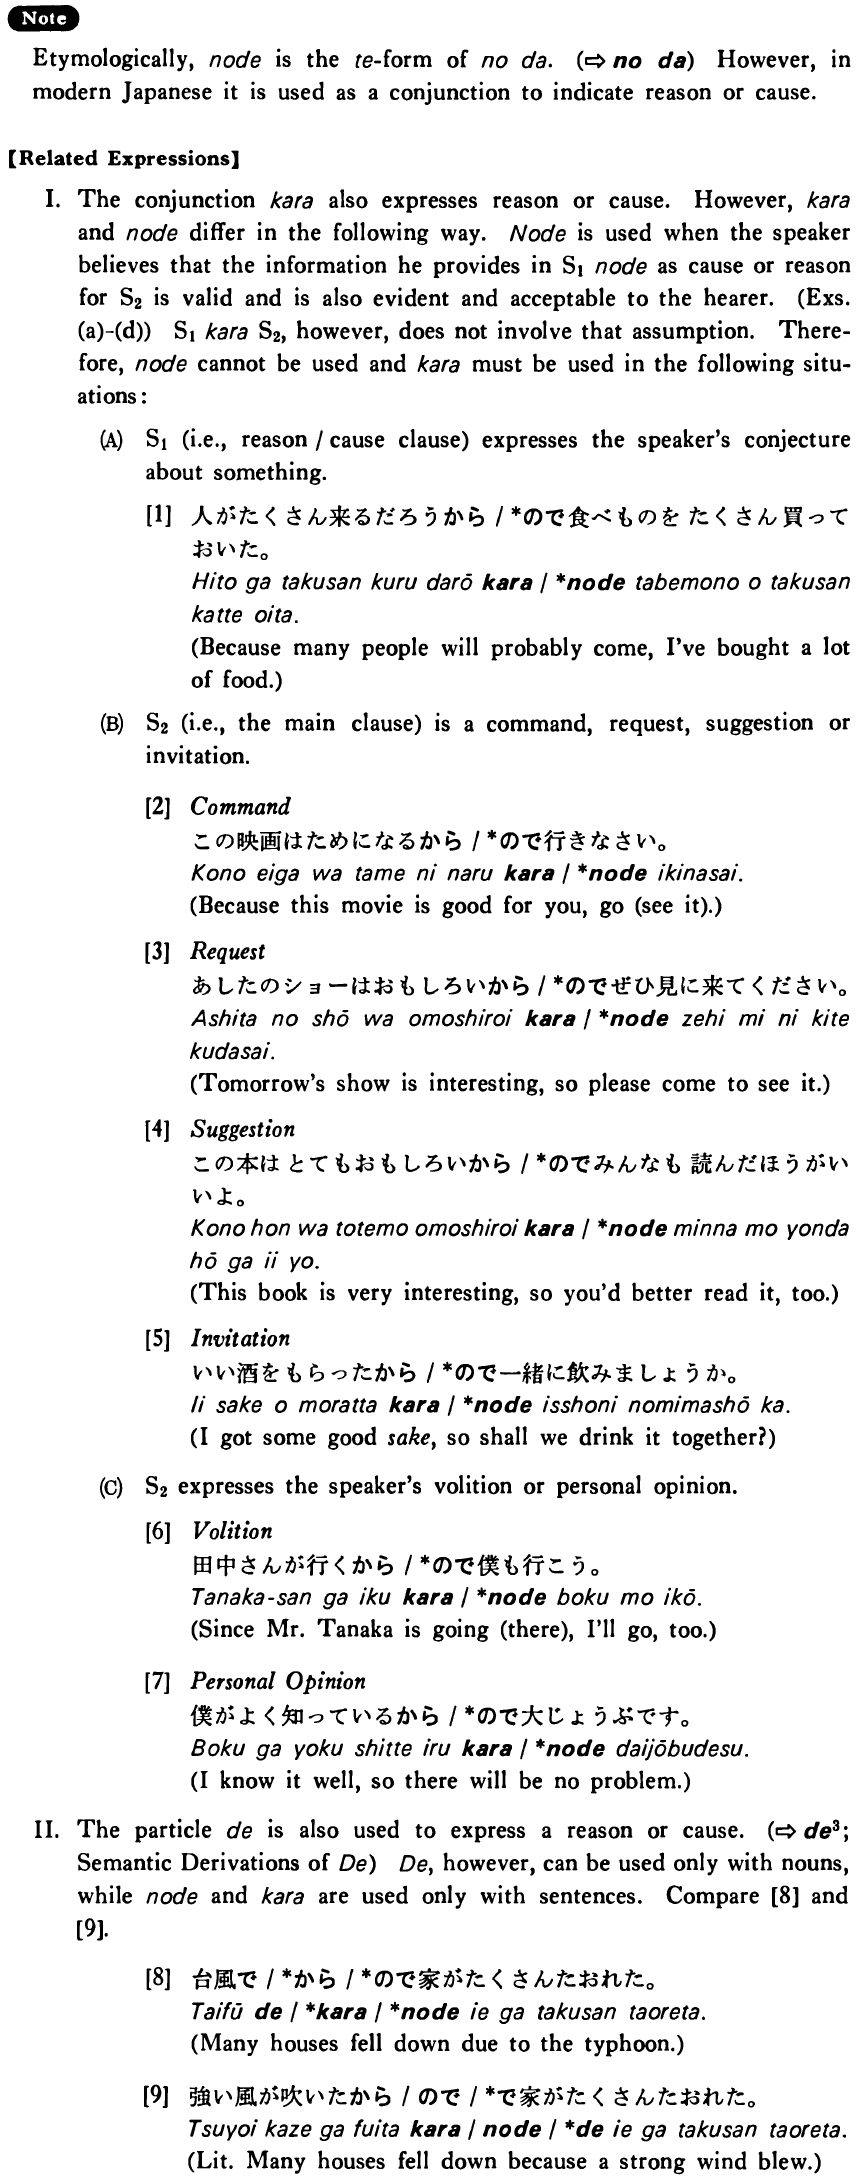 Note
Etymologically, node is the te-form of no da. (⇨no da) However, in
modern Japanese it is used as a conjunction to indicate reason or cause.
【Related Expressions】
I. The conjunction kara also expresses reason or cause. However, kara
and node differ in the following way. Node is used when the speaker
believes that the information he provides in S₁ node as cause or reason
for S₂ is valid and is also evident and acceptable to the hearer. (Exs.
(a)-(d)) S₁ kara S₂, however, does not involve that assumption. There-
fore, node cannot be used and kara must be used in the following situ-
ations:
(A) S₁ (i.e., reason / cause clause) expresses the speaker's conjecture
about something.
[1] 人がたくさん来るだろうから / *ので食べものを たくさん買って
おいた。
Hito ga takusan kuru darō kara / *node tabemono o takusan
katte oita.
(Because many people will probably come, I've bought a lot
of food.)
(B) S₂ (i.e., the main clause) is a command, request, suggestion or
invitation.
[2] Command
この映画はためになるから / *ので行きなさい。
Kono eiga wa tame ni naru kara / *node ikinasai.
(Because this movie is good for you, go (see it).)
[3] Request
あしたのショーはおもしろいから / *のでぜひ見に来てください。
Ashita no shō wa omoshiroi kara / *node zehi mi ni kite
kudasai.
(Tomorrow's show is interesting, so please come to see it.)
[4] Suggestion
この本は とてもおもしろいから / *のでみんなも 読んだほうがい
いよ。
Kono hon wa totemo omoshiroi kara / *node minna mo yonda
hō ga ii yo.
(This book is very interesting, so you'd better read it, too.)
[5] Invitation
いい酒をもらったから / *ので一緒に飲みましょうか。
Ii sake o moratta kara / *node isshoni nomimashō ka.
(I got some good sake, so shall we drink it together?)
(C) S₂ expresses the speaker's volition or personal opinion.
[6] Volition
田中さんが行くから / *ので僕も行こう。
Tanaka-san ga iku kara / *node boku mo ikō.
(Since Mr. Tanaka is going (there), I'll go, too.)
[7] Personal Opinion
僕がよく知っているから / *ので大じょうぶです。
Boku ga yoku shitte iru kara / *node daijōbudesu.
(I know it well, so there will be no problem.)
II. The particle de is also used to express a reason or cause. (⇨ de³;
Semantic Derivations of De) De, however, can be used only with nouns,
while node and kara are used only with sentences. Compare [8] and
[9].
[8] 台風で / *から / *ので家がたくさんたおれた。
Taifū de / *kara / *node ie ga takusan taoreta.
(Many houses fell down due to the typhoon.)
[9] 強い風が吹いたから / ので / *で家がたくさんたおれた。
Tsuyoi kaze ga fuita kara / node / *de ie ga takusan taoreta.
(Lit. Many houses fell down because a strong wind blew.)